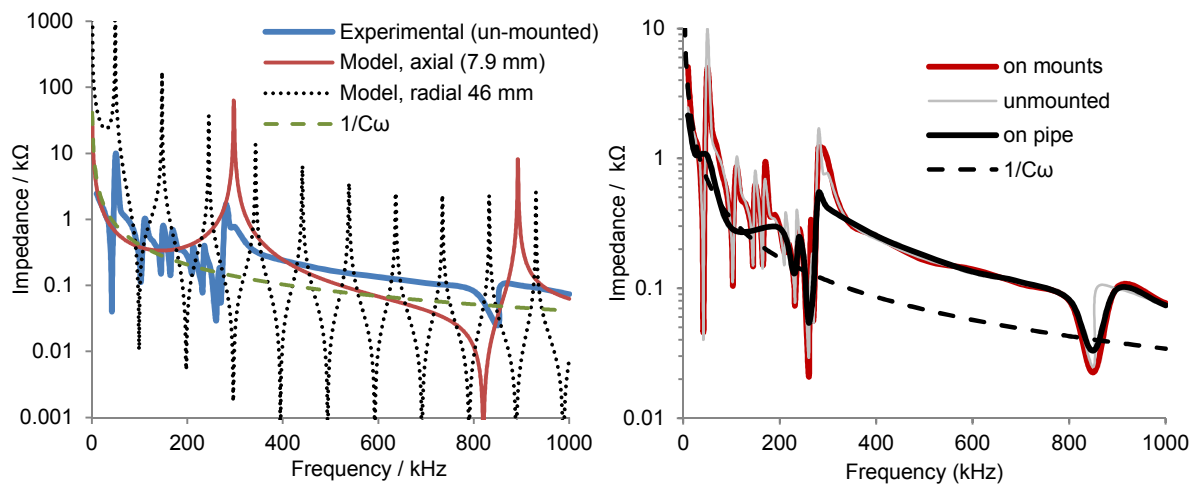 1000
100
10
1
0.1
0.01
0.001
Impedance / kΩ
0
200
400
600
800
1000
Frequency / kHz
Experimental (un-mounted)
Model, axial (7.9 mm)
Model, radial 46 mm
1/Cω
10
1
0.1
0.01
Impedance / kΩ
0
200
400
600
800
1000
Frequency (kHz)
on mounts
unmounted
on pipe
1/Cω